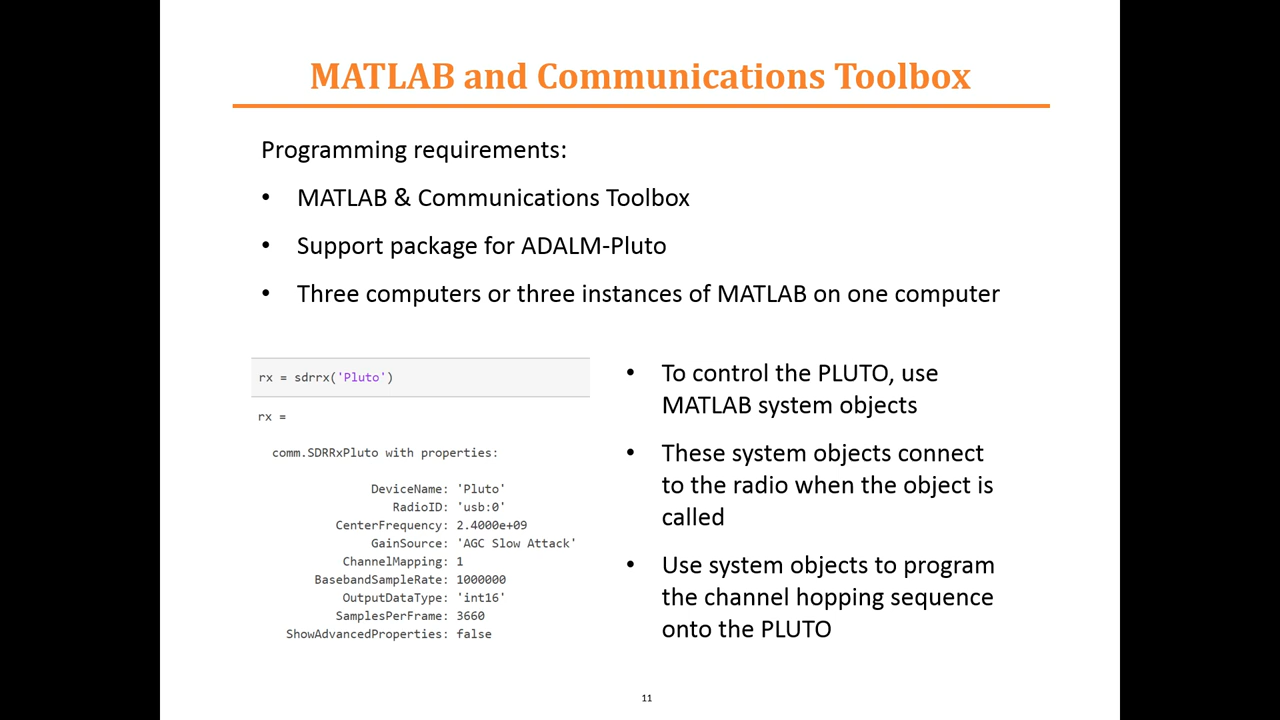 MATLAB and Communications Toolbox
Programming requirements:
• MATLAB & Communications Toolbox
• Support package for ADALM-Pluto
• Three computers or three instances of MATLAB on one computer
rx = sdrrx('Pluto')
rx =
comm.SDRRxPluto with properties:
DeviceName: 'Pluto'
RadioID: 'usb:0'
CenterFrequency: 2.4000e+09
GainSource: 'AGC Slow Attack'
ChannelMapping: 1
BasebandSampleRate: 1000000
OutputDataType: 'int16'
SamplesPerFrame: 3660
ShowAdvancedProperties: false
• To control the PLUTO, use
MATLAB system objects
• These system objects connect
to the radio when the object is
called
• Use system objects to program
the channel hopping sequence
onto the PLUTO
11